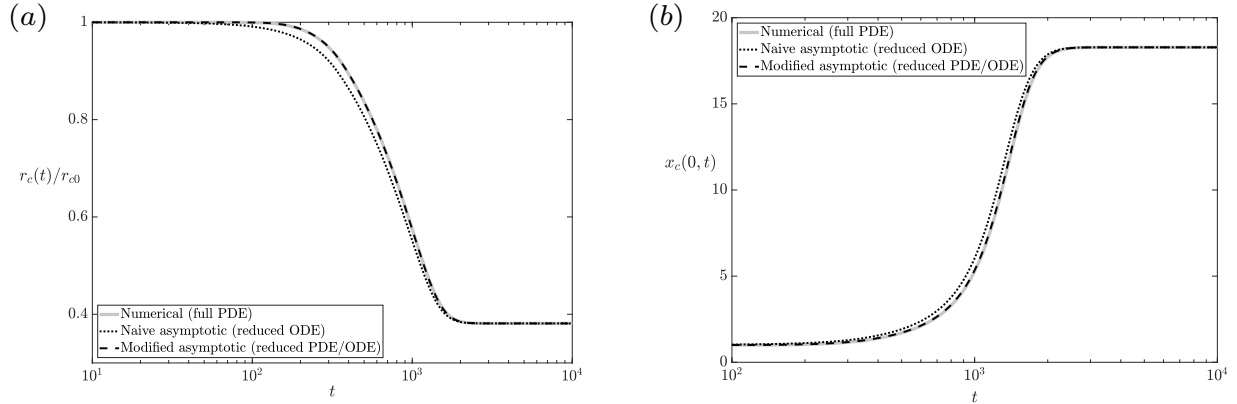 (a)
1
0.8
0.6
0.4
r_c(t)/r_{c0}
Numerical (full PDE)
Naive asymptotic (reduced ODE)
Modified asymptotic (reduced PDE/ODE)
10^1
10^2
10^3
10^4
t
(b)
20
15
10
5
0
x_c(0, t)
Numerical (full PDE)
Naive asymptotic (reduced ODE)
Modified asymptotic (reduced PDE/ODE)
10^2
10^3
10^4
t